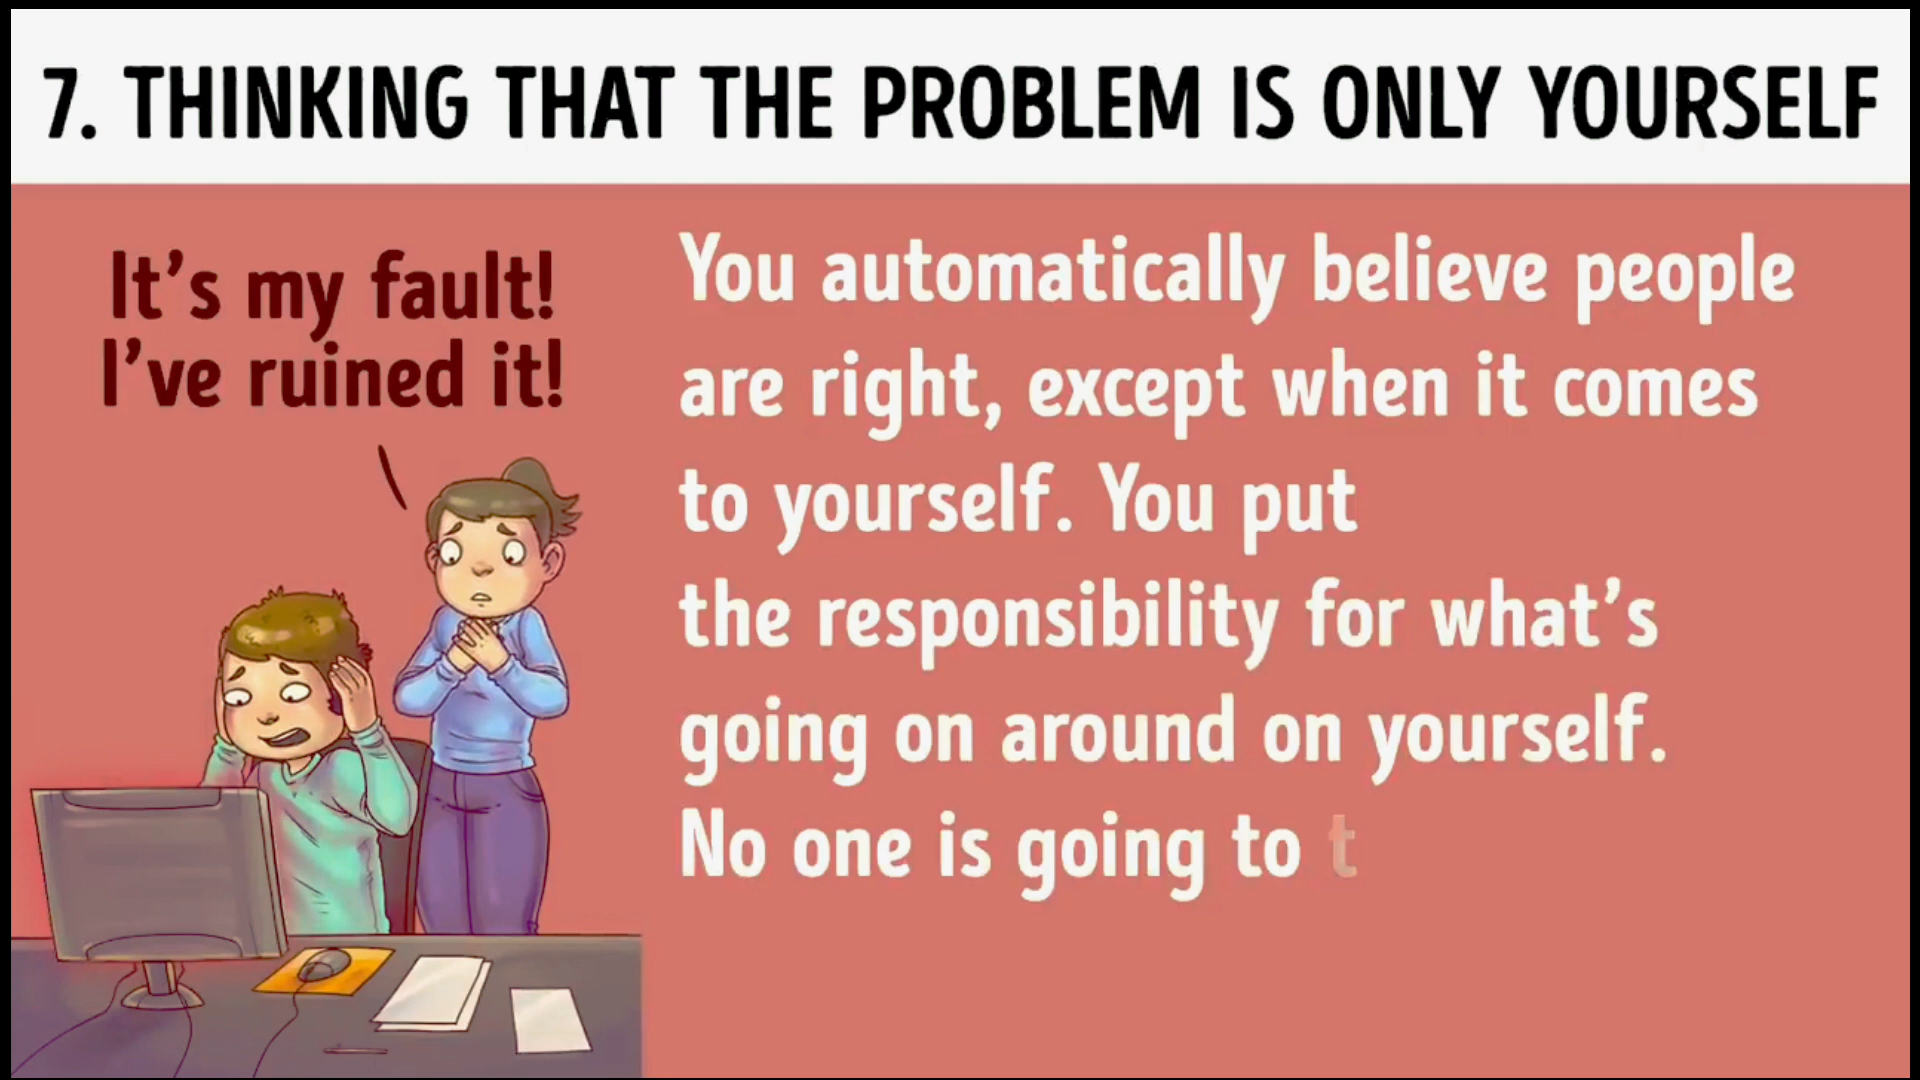 7. THINKING THAT THE PROBLEM IS ONLY YOURSELF
It's my fault!
I've ruined it!
You automatically believe people
are right, except when it comes
to yourself. You put
the responsibility for what's
going on around on yourself.
No one is going to t